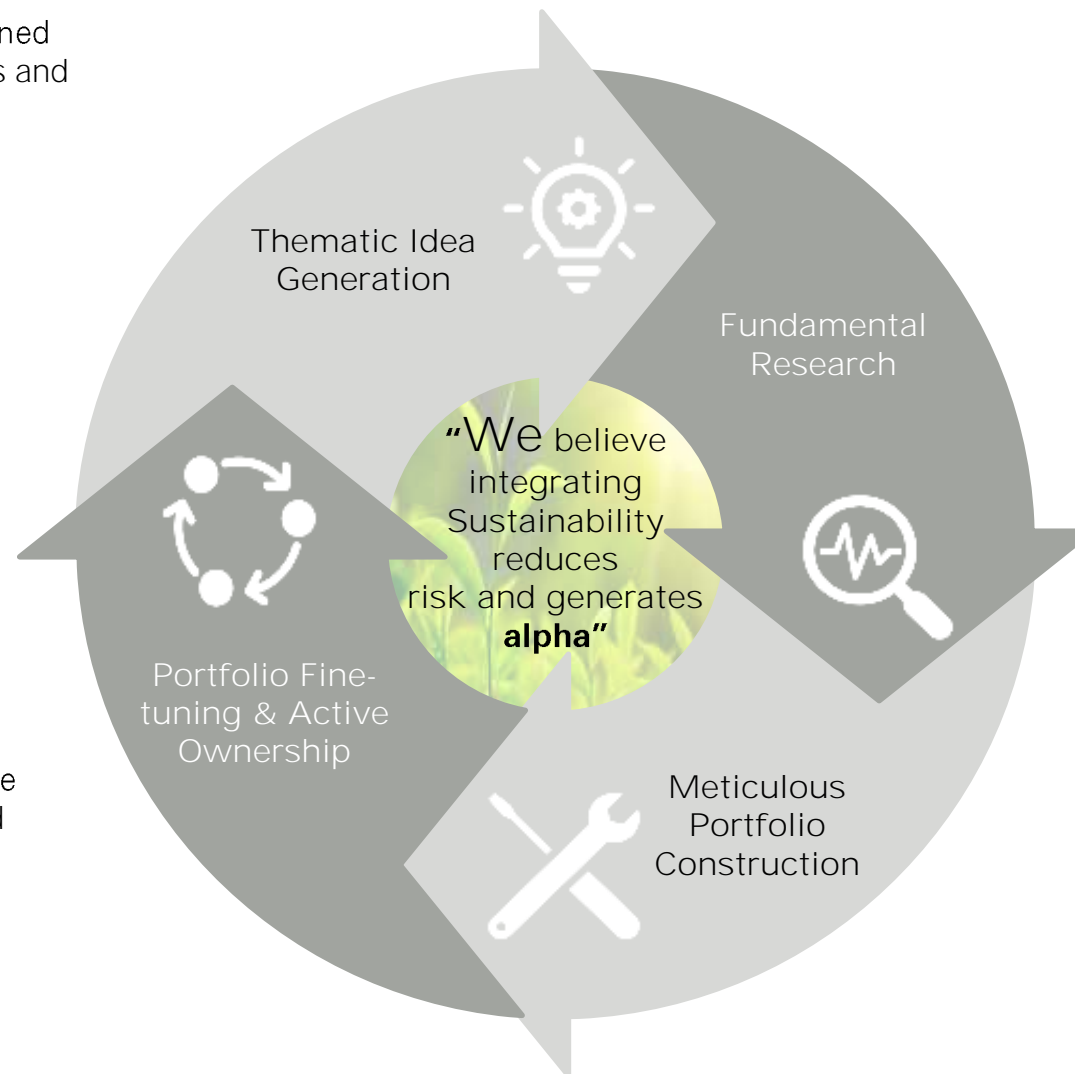 s and
Thematic Idea
Generation
Fundamental
Research
“We believe
integrating
Sustainability
reduces
risk and generates
alpha”
Portfolio Fine-
tuning & Active
Ownership
Meticulous
Portfolio
Construction